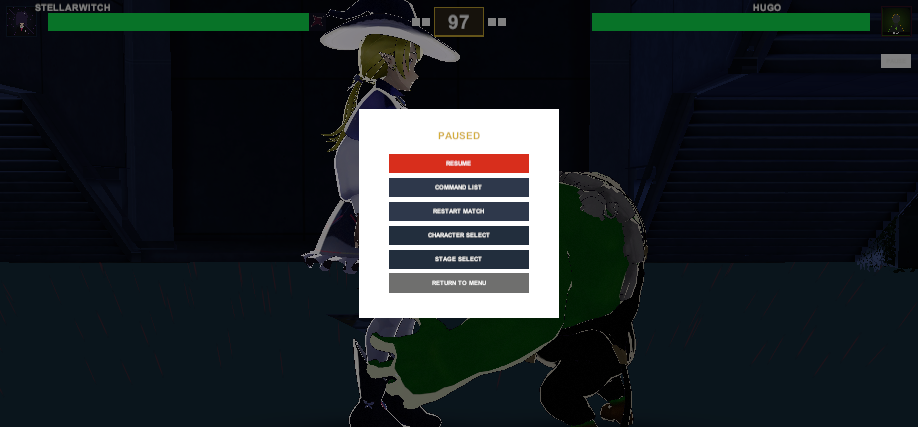 STELLARWITCH
97
HUGO
PAUSED
RESUME
COMMAND LIST
RESTART MATCH
CHARACTER SELECT
STAGE SELECT
RETURN TO MENU